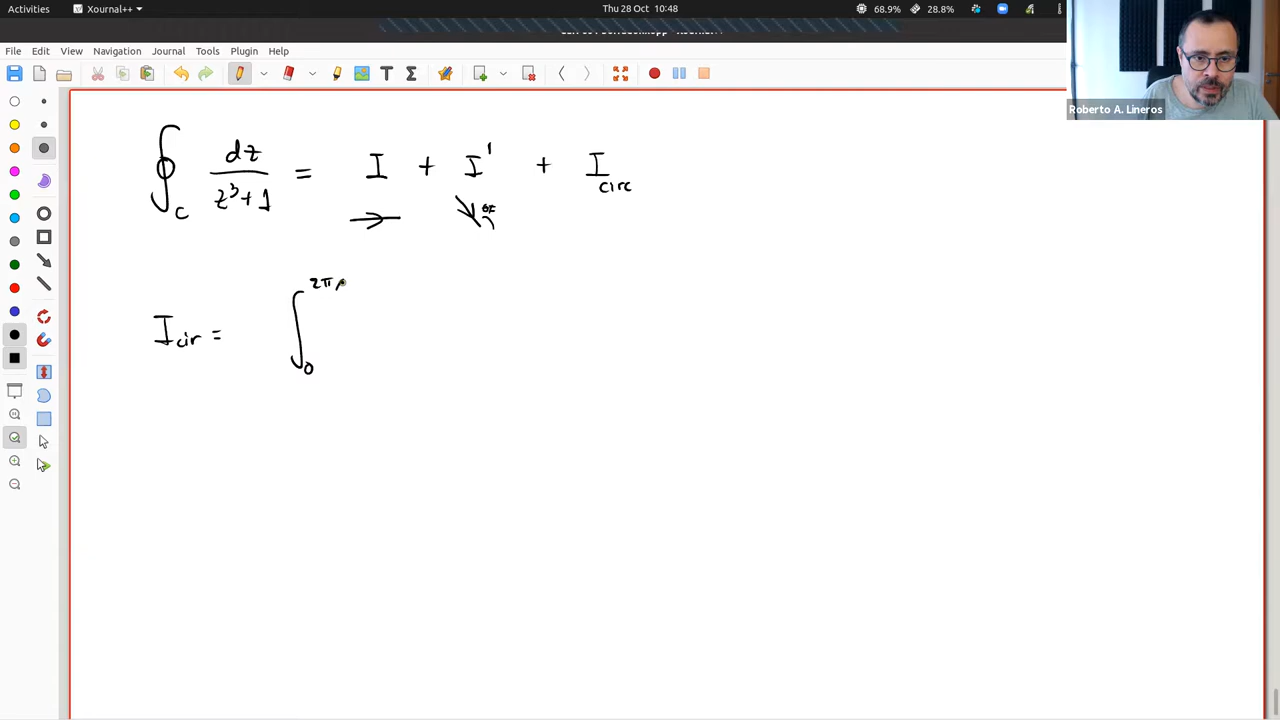 Activities Xournal++ Thu 28 Oct 10:48 68.9% 28.8%
File Edit View Navigation Journal Tools Plugin Help
Roberto A. Lineros
∮_C dz/(z³+1) = I + I' + I_circ
I_cir = ∫_0^{2π/